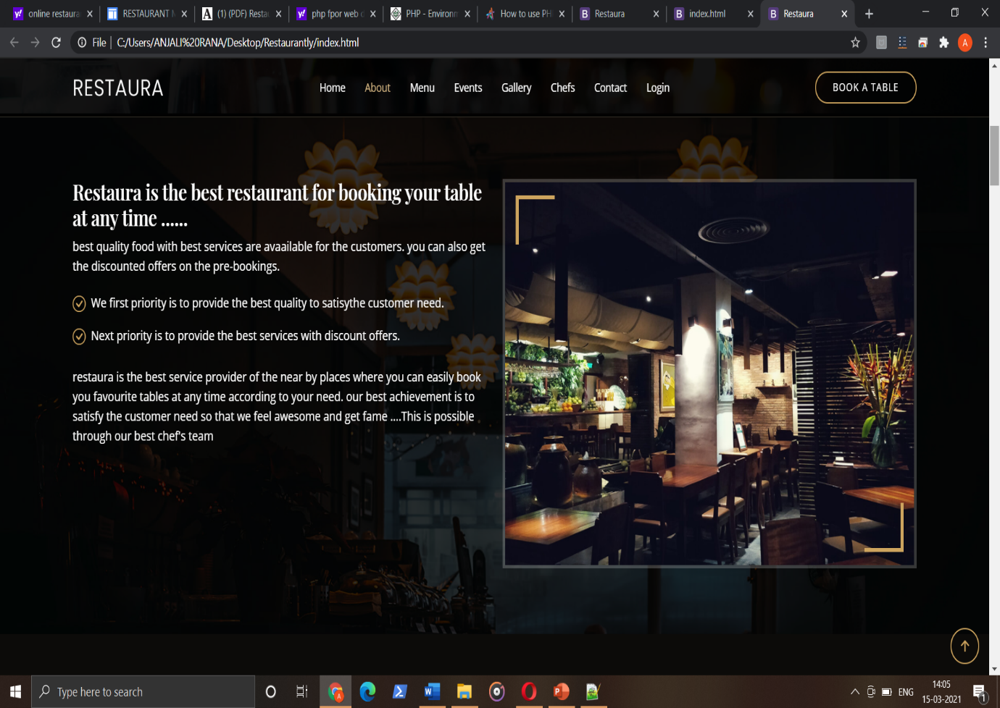 online restaura
RESTAURANT M
(1) (PDF) Resta
php fpor web d
PHP - Environm
How to use PH
Restaura
index.html
Restaura
File | C:/Users/ANJALI%20RANA/Desktop/Restaurantly/index.html
A
RESTAURA
Home About Menu Events Gallery Chefs Contact Login
BOOK A TABLE
Restaura is the best restaurant for booking your table
at any time ......
best quality food with best services are avaailable for the customers. you can also get
the discounted offers on the pre-bookings.
We first priority is to provide the best quality to satisythe customer need.
Next priority is to provide the best services with discount offers.
restaura is the best service provider of the near by places where you can easily book
you favourite tables at any time according to your need. our best achievement is to
satisfy the customer need so that we feel awesome and get fame ....This is possible
through our best chef's team
Type here to search
ENG
14:05
15-03-2021
1